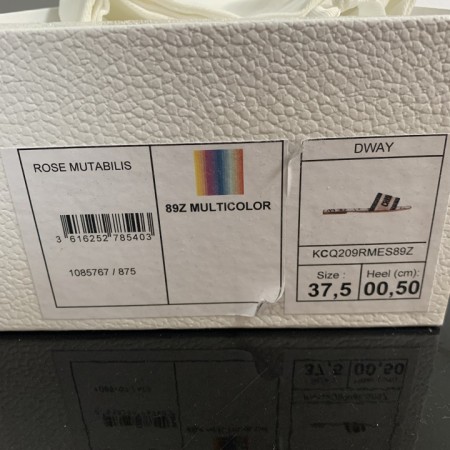 ROSE MUTABILIS
3 616252 785403
1085767 / 875
89Z MULTICOLOR
DWAY
KCQ209RMES89Z
Size : Heel (cm):
37,5 00,50